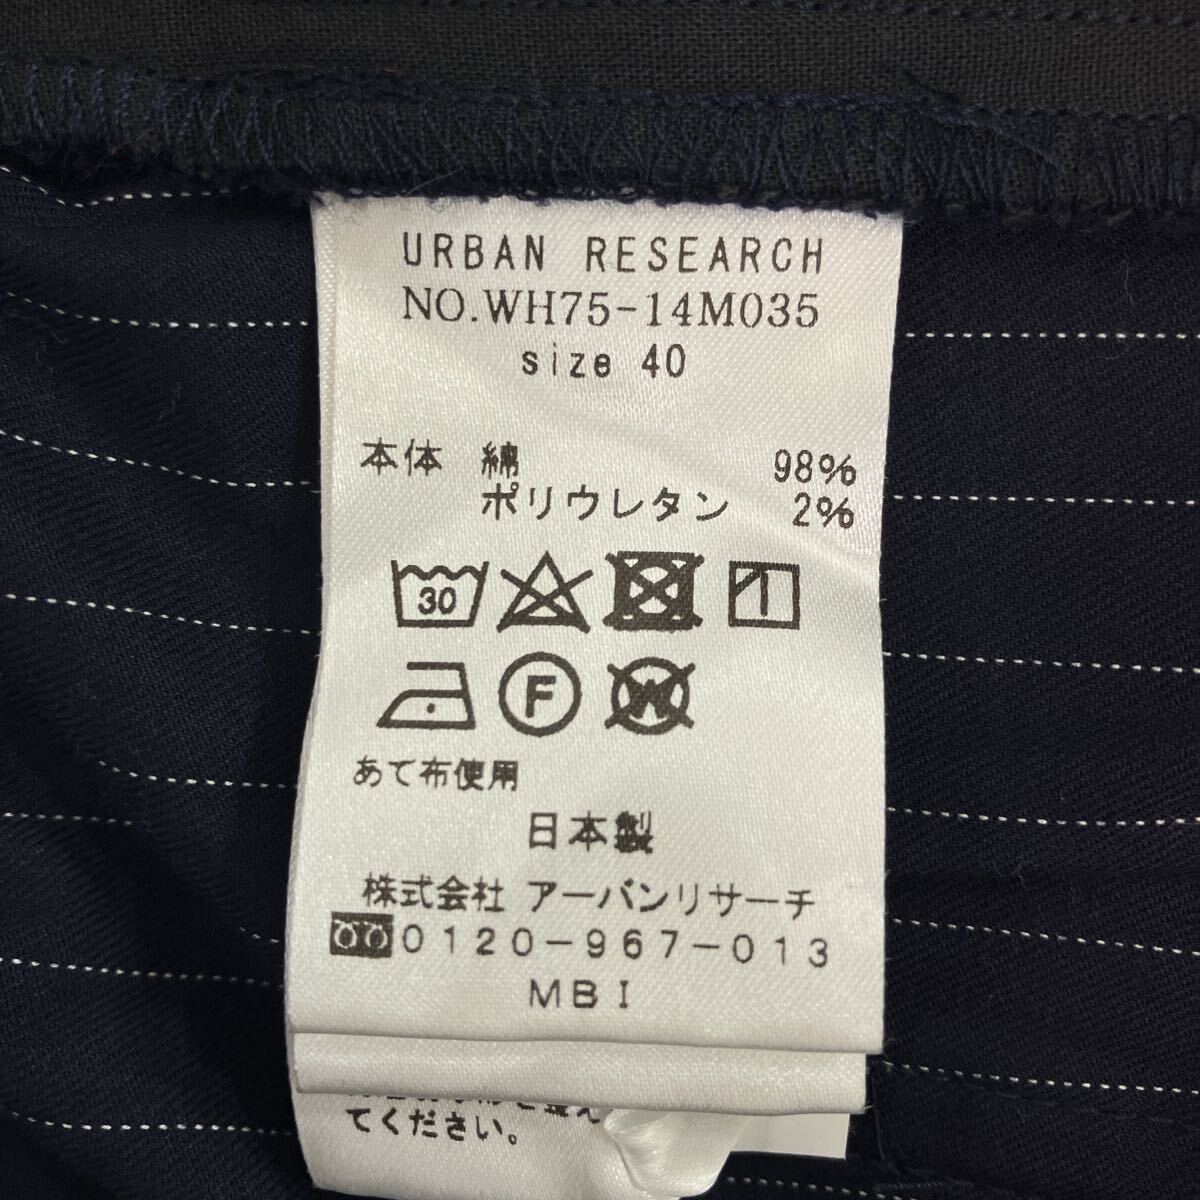 URBAN RESEARCH
NO.WH75-14M035
size 40
本体 綿 98%
ポリウレタン 2%
30
F W
あて布使用
日本製
株式会社 アーバンリサーチ
0120-967-013
MBI
てください。